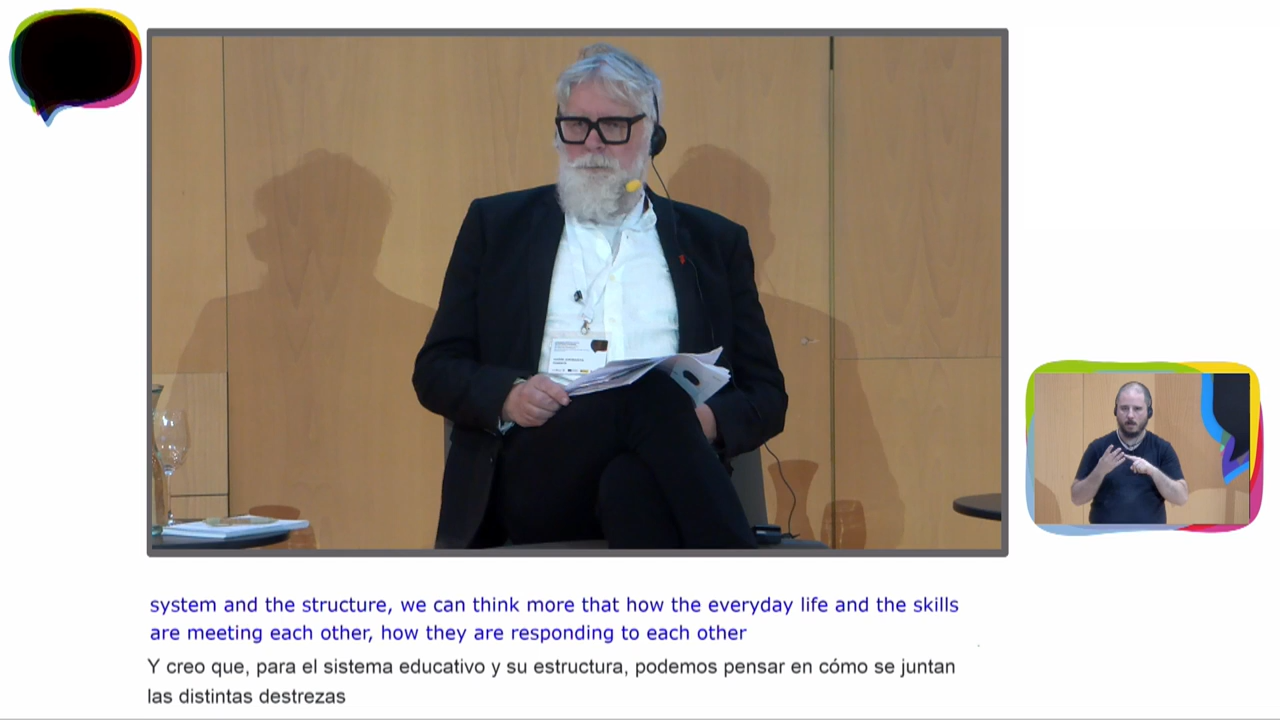 system and the structure, we can think more that how the everyday life and the skills
are meeting each other, how they are responding to each other
Y creo que, para el sistema educativo y su estructura, podemos pensar en cómo se juntan
las distintas destrezas